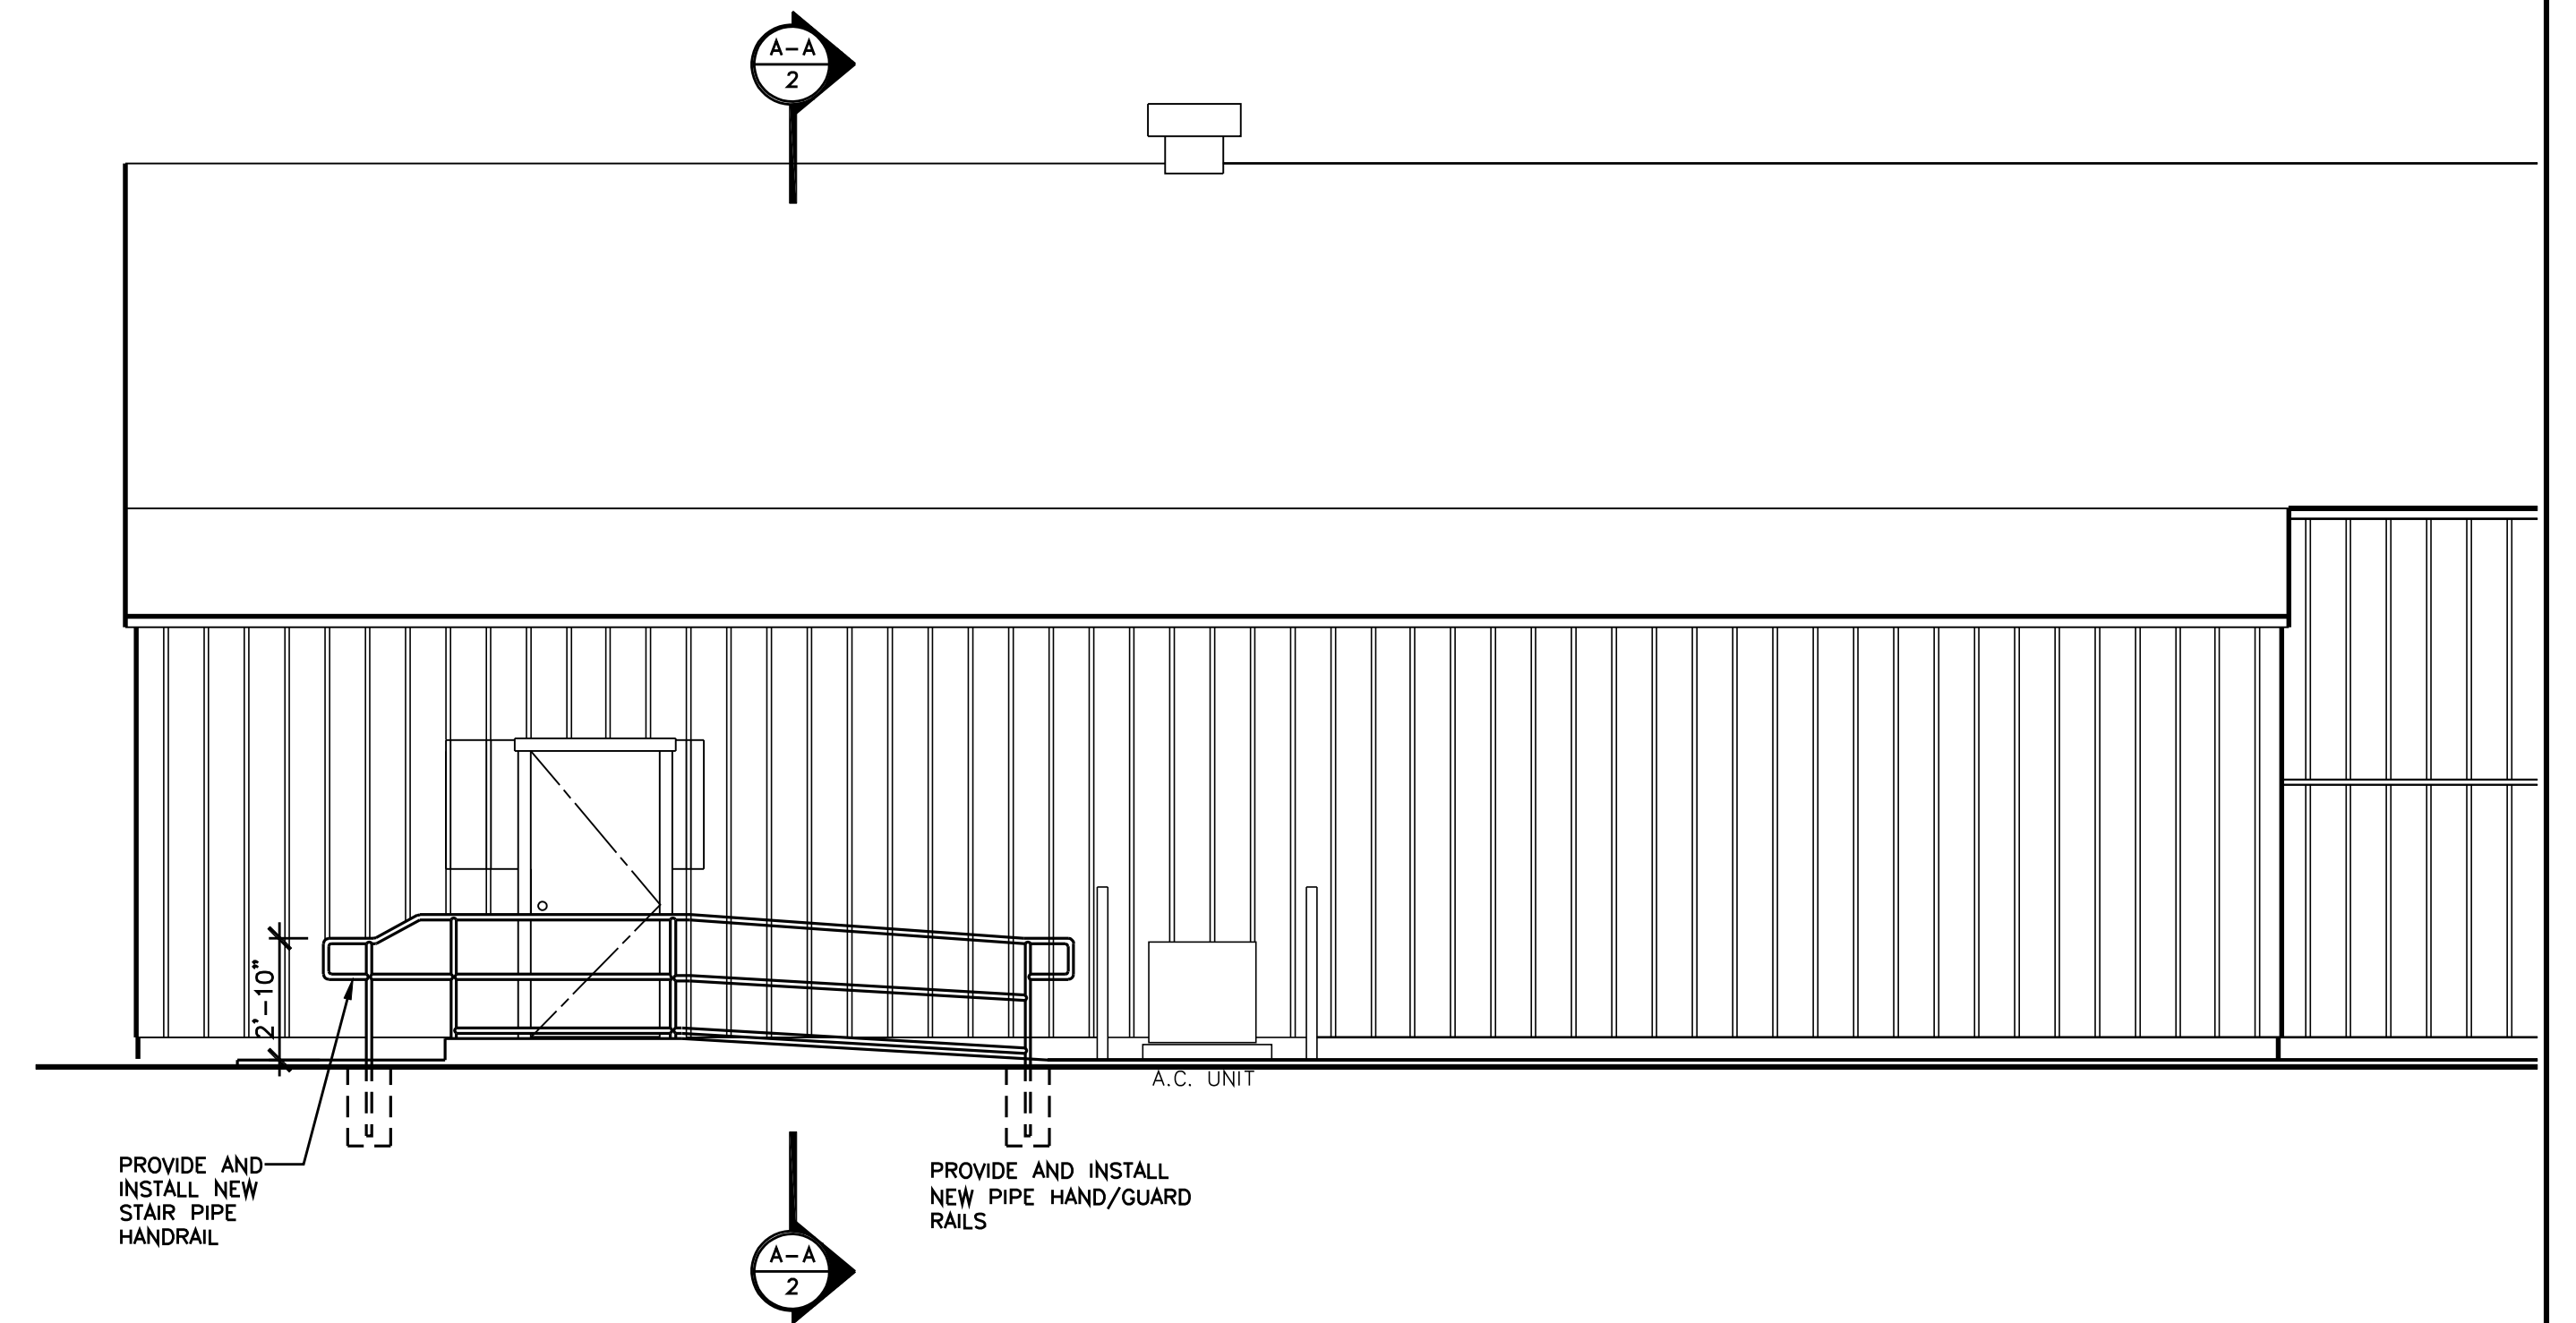 A-A
2
2'-10"
A.C. UNIT
PROVIDE AND
INSTALL NEW
STAIR PIPE
HANDRAIL
PROVIDE AND INSTALL
NEW PIPE HAND/GUARD
RAILS
A-A
2